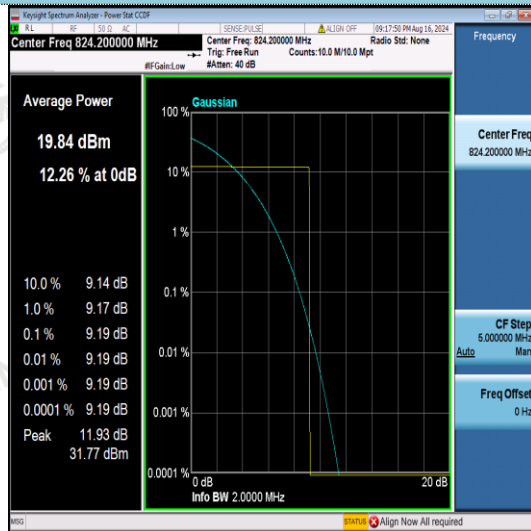 Keysight Spectrum Analyzer - Power Stat CCDF
RL RF 50 Ω AC SENSE:PULSE ALIGN OFF 09:17:50 PM Aug 16, 2024
Center Freq 824.200000 MHz Center Freq: 824.200000 MHz Radio Std: None
Trig: Free Run Counts:10.0 M/10.0 Mpt
#IFGain:Low #Atten: 40 dB
Frequency
Average Power
19.84 dBm
12.26 % at 0dB
10.0 % 9.14 dB
1.0 % 9.17 dB
0.1 % 9.19 dB
0.01 % 9.19 dB
0.001 % 9.19 dB
0.0001 % 9.19 dB
Peak 11.93 dB
31.77 dBm
Gaussian
100 %
10 %
1 %
0.1 %
0.01 %
0.001 %
0.0001 %
0 dB 20 dB
Info BW 2.0000 MHz
Center Freq
824.200000 MHz
CF Step
5.000000 MHz
Auto Man
Freq Offset
0 Hz
MSG STATUS Align Now All required